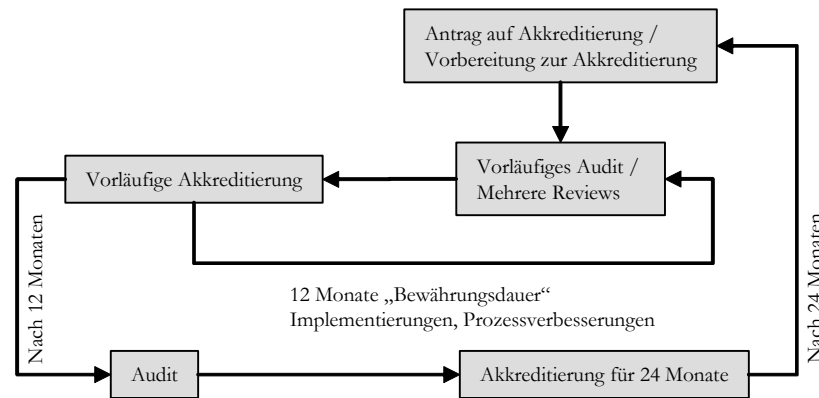 Antrag auf Akkreditierung /
Vorbereitung zur Akkreditierung
Vorläufige Akkreditierung
Vorläufiges Audit /
Mehrere Reviews
Nach 12 Monaten
12 Monate „Bewährungsdauer“
Implementierungen, Prozessverbesserungen
Nach 24 Monaten
Audit
Akkreditierung für 24 Monate